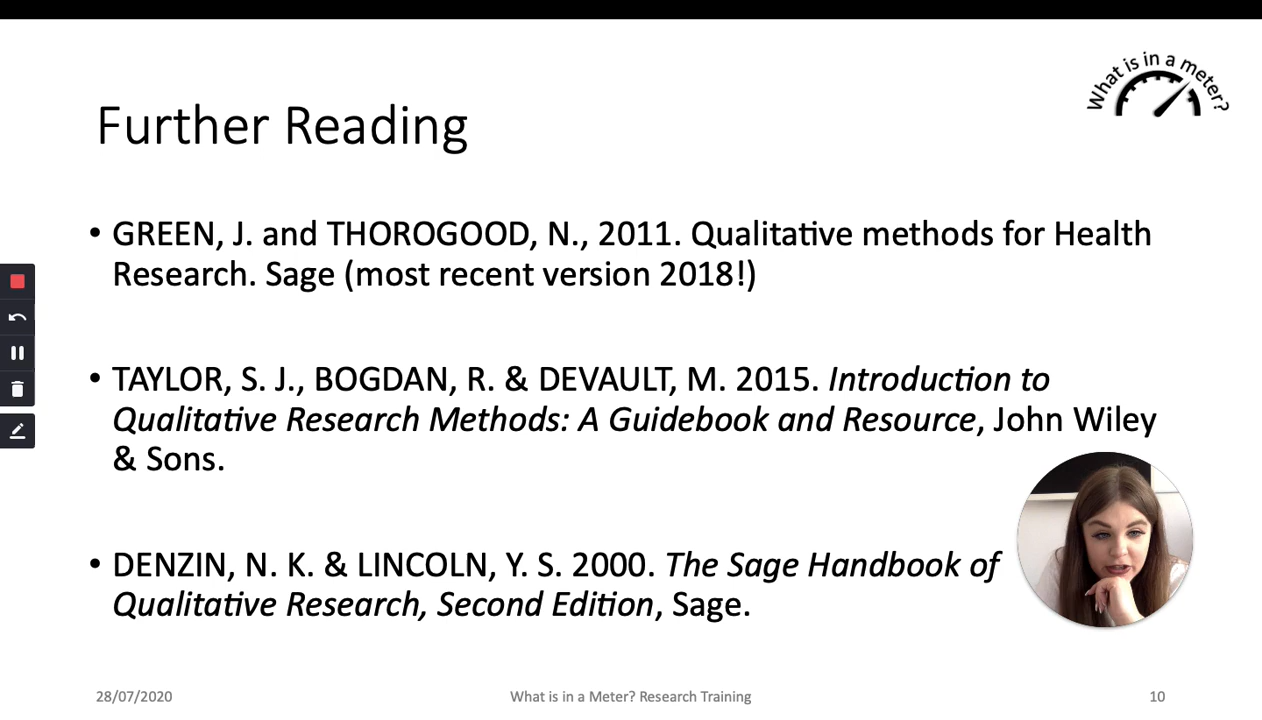 What is in a meter?
Further Reading
• GREEN, J. and THOROGOOD, N., 2011. Qualitative methods for Health
Research. Sage (most recent version 2018!)
• TAYLOR, S. J., BOGDAN, R. & DEVAULT, M. 2015. Introduction to
Qualitative Research Methods: A Guidebook and Resource, John Wiley
& Sons.
• DENZIN, N. K. & LINCOLN, Y. S. 2000. The Sage Handbook of
Qualitative Research, Second Edition, Sage.
28/07/2020
What is in a Meter? Research Training
10